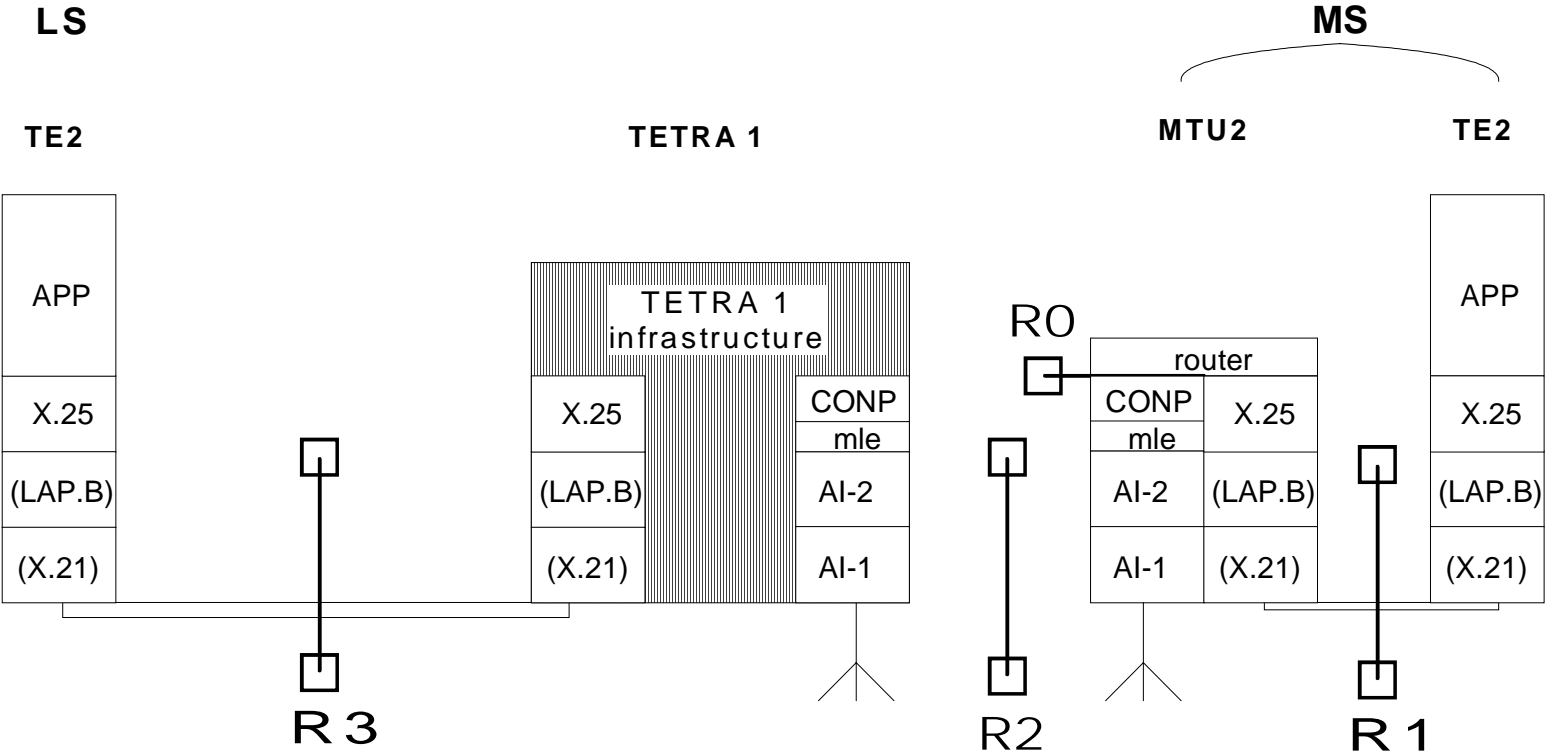 LS
MS
TE2
TETRA 1
MTU2
TE2
APP
X.25
(LAP.B)
(X.21)
TETRA 1
infrastructure
X.25
(LAP.B)
(X.21)
CONP
mle
AI-2
AI-1
R0
router
CONP
mle
AI-2
AI-1
X.25
(LAP.B)
(X.21)
APP
X.25
(LAP.B)
(X.21)
R3
R2
R1